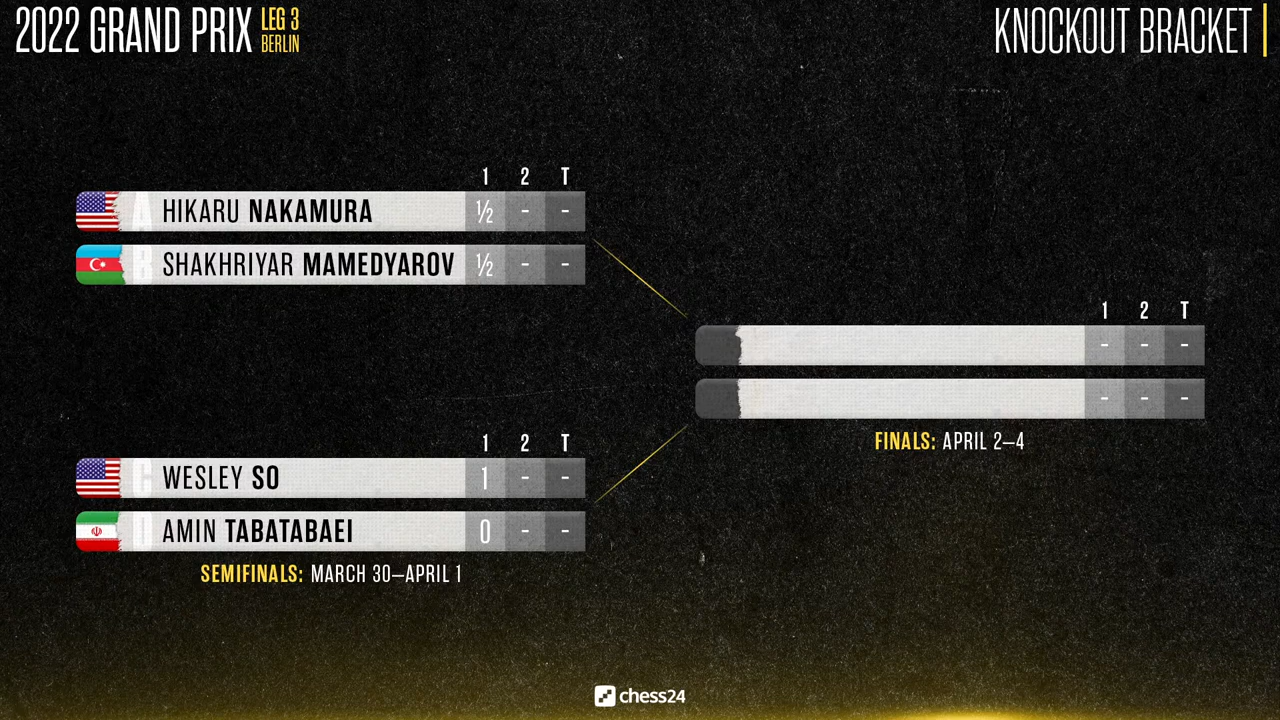 2022 GRAND PRIX LEG 3 BERLIN
KNOCKOUT BRACKET
1 2 T
A HIKARU NAKAMURA ½ - -
B SHAKHRIYAR MAMEDYAROV ½ - -
1 2 T
- - -
- - -
FINALS: APRIL 2–4
1 2 T
C WESLEY SO 1 - -
D AMIN TABATABAEI 0 - -
SEMIFINALS: MARCH 30–APRIL 1
chess24